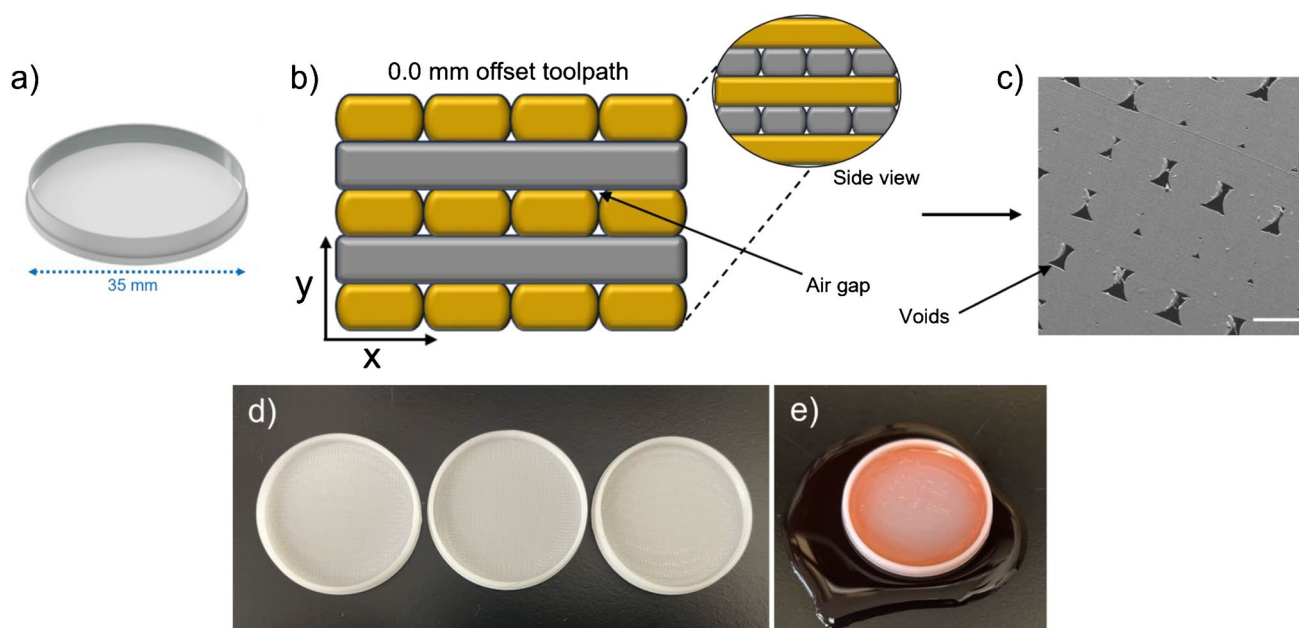 a)
35 mm
b)
0.0 mm offset toolpath
y
x
Air gap
Side view
c)
Voids
d)
e)